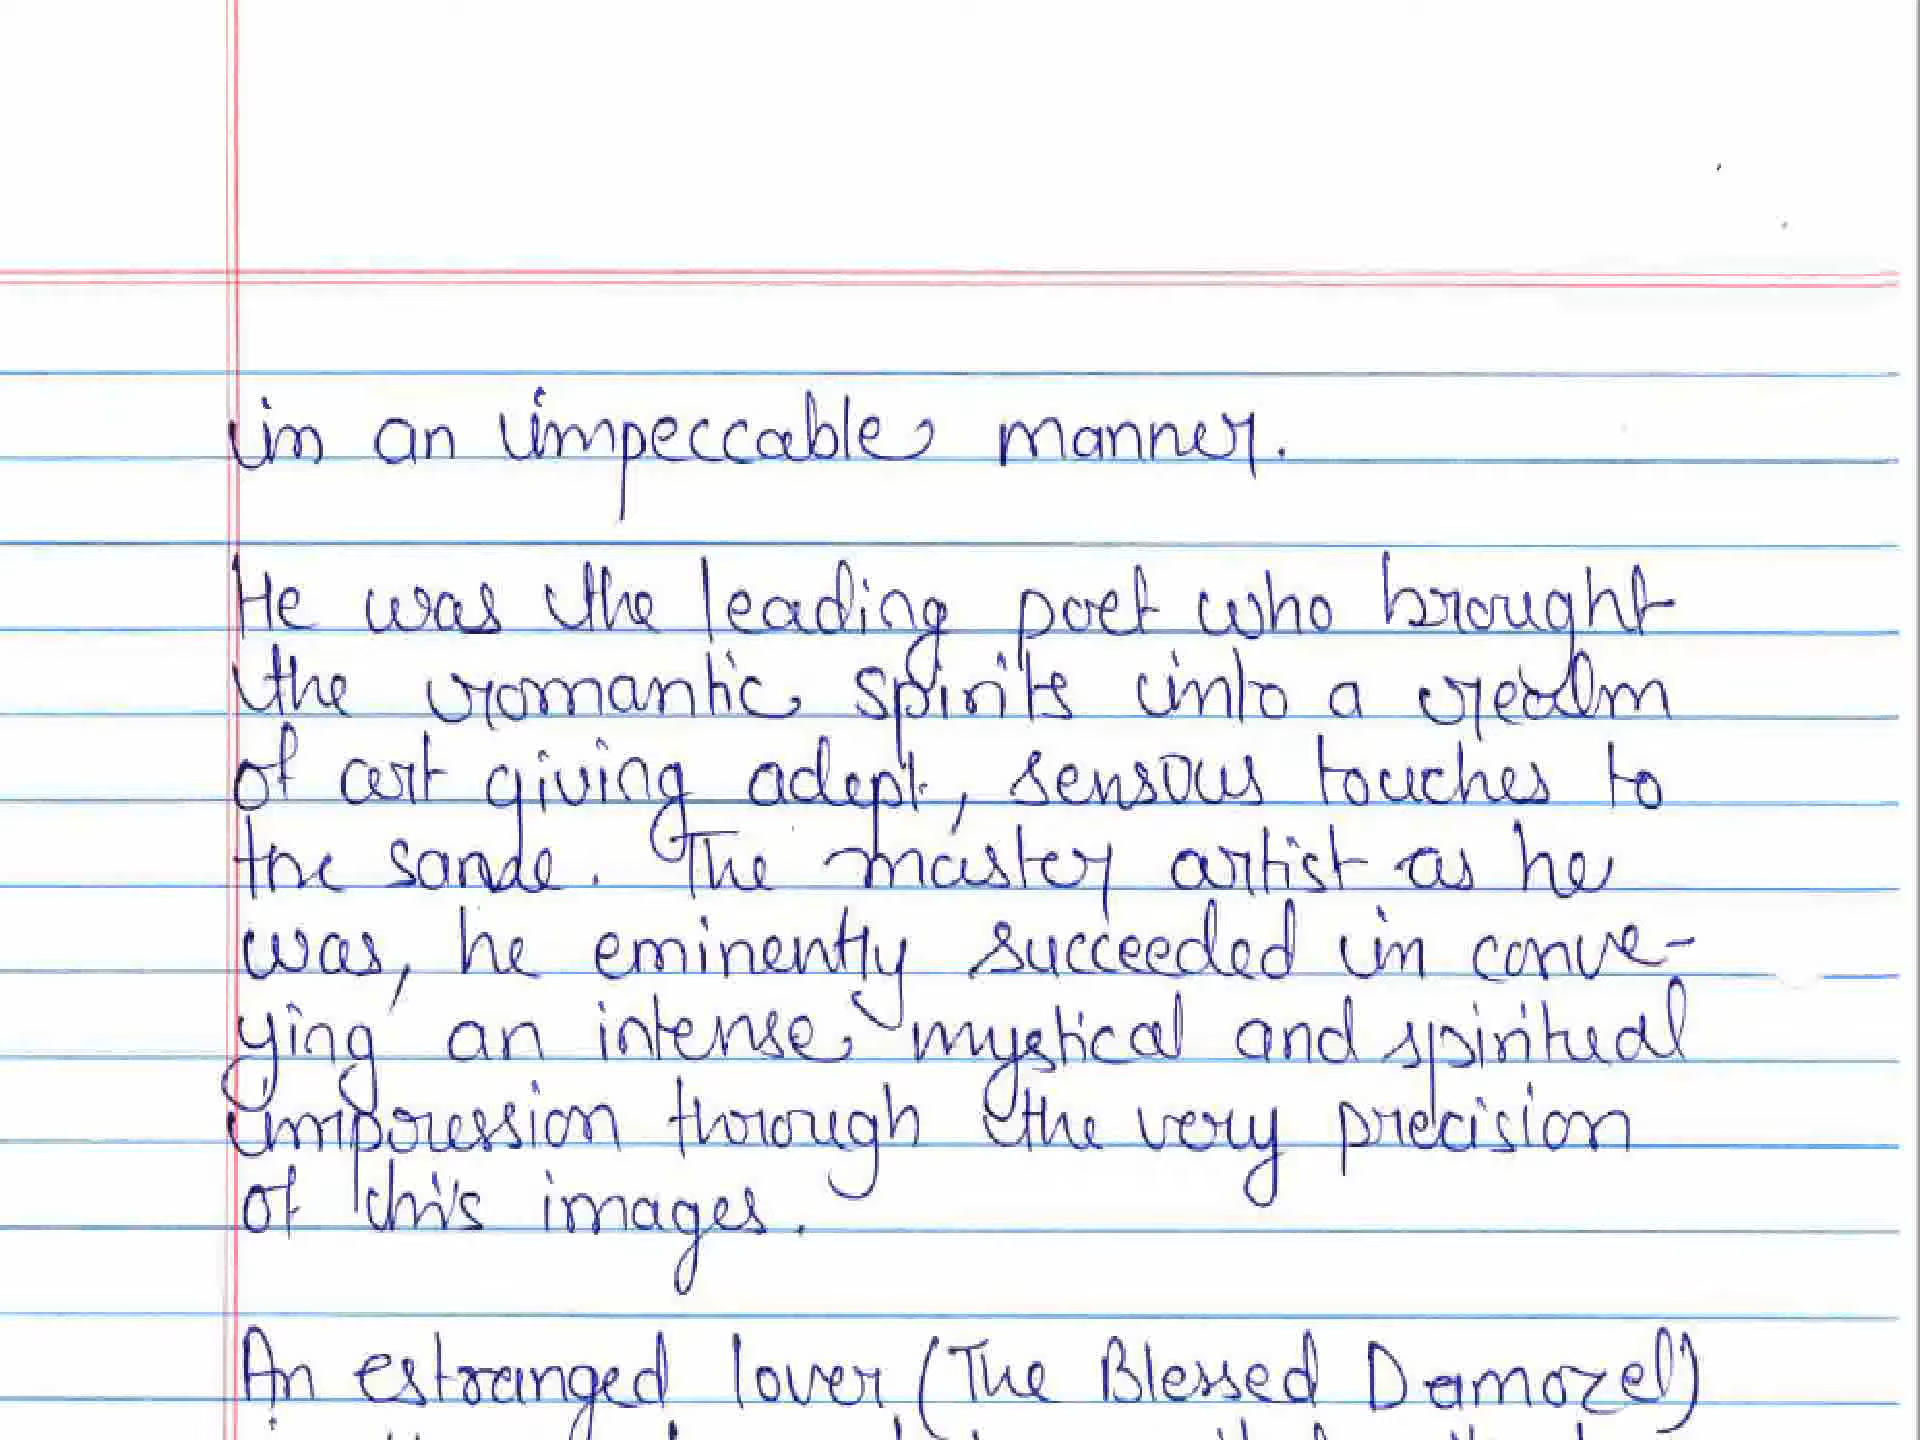 in an impeccable manner.
He was the leading poet who brought
the romantic spirits into a realm
of art giving adept, sensous touches to
the sande. The master artist as he
was, he eminently succeeded in conve-
ying an intense mystical and spiritual
impression through the very precision
of this images.
An estranged lover (The Blessed Damozel)